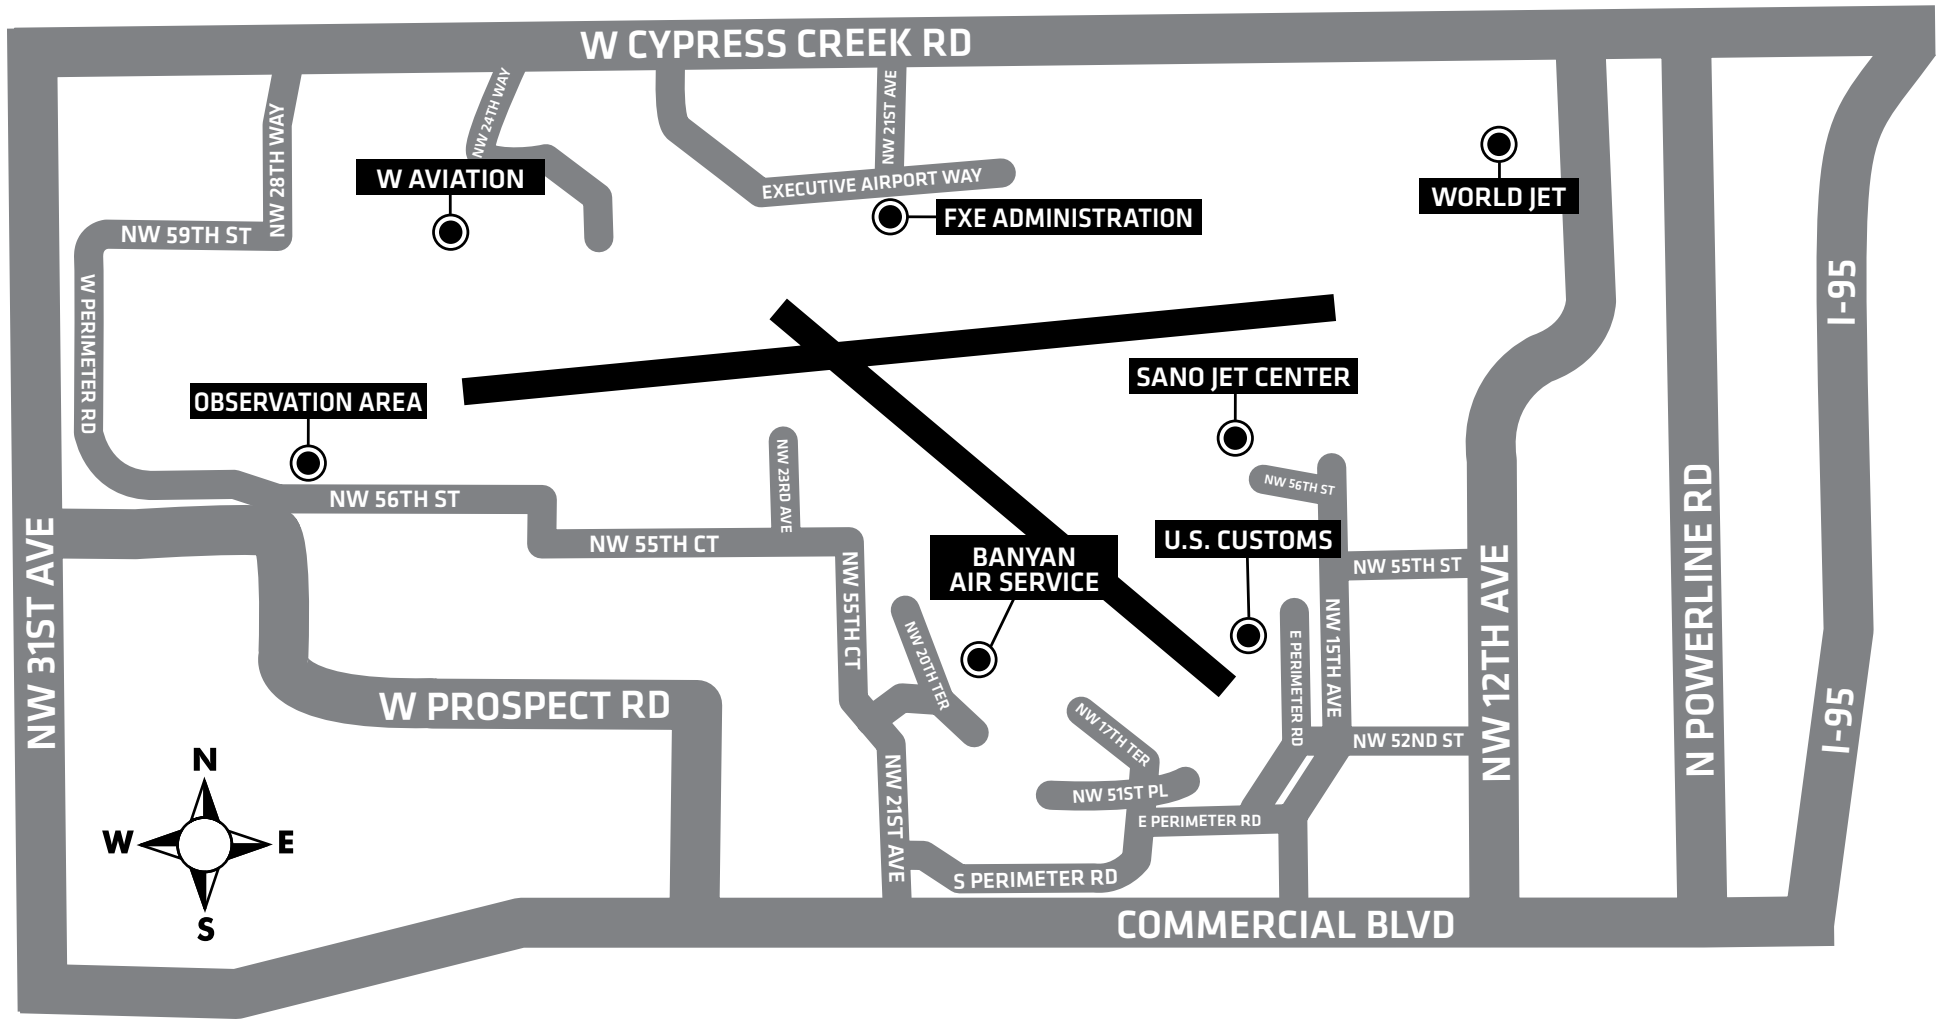 W CYPRESS CREEK RD
NW 28TH WAY
NW 24TH WAY
NW 21ST AVE
W AVIATION
EXECUTIVE AIRPORT WAY
WORLD JET
FXE ADMINISTRATION
NW 59TH ST
W PERIMETER RD
I-95
SANO JET CENTER
OBSERVATION AREA
NW 56TH ST
NW 23RD AVE
NW 56TH ST
NW 55TH CT
U.S. CUSTOMS
BANYAN
AIR SERVICE
NW 55TH ST
NW 31ST AVE
NW 55TH CT
NW 20TH TER
E PERIMETER RD
NW 15TH AVE
NW 12TH AVE
N POWERLINE RD
I-95
W PROSPECT RD
NW 17TH TER
NW 52ND ST
NW 51ST PL
E PERIMETER RD
NW 21ST AVE
S PERIMETER RD
N
W
E
S
COMMERCIAL BLVD